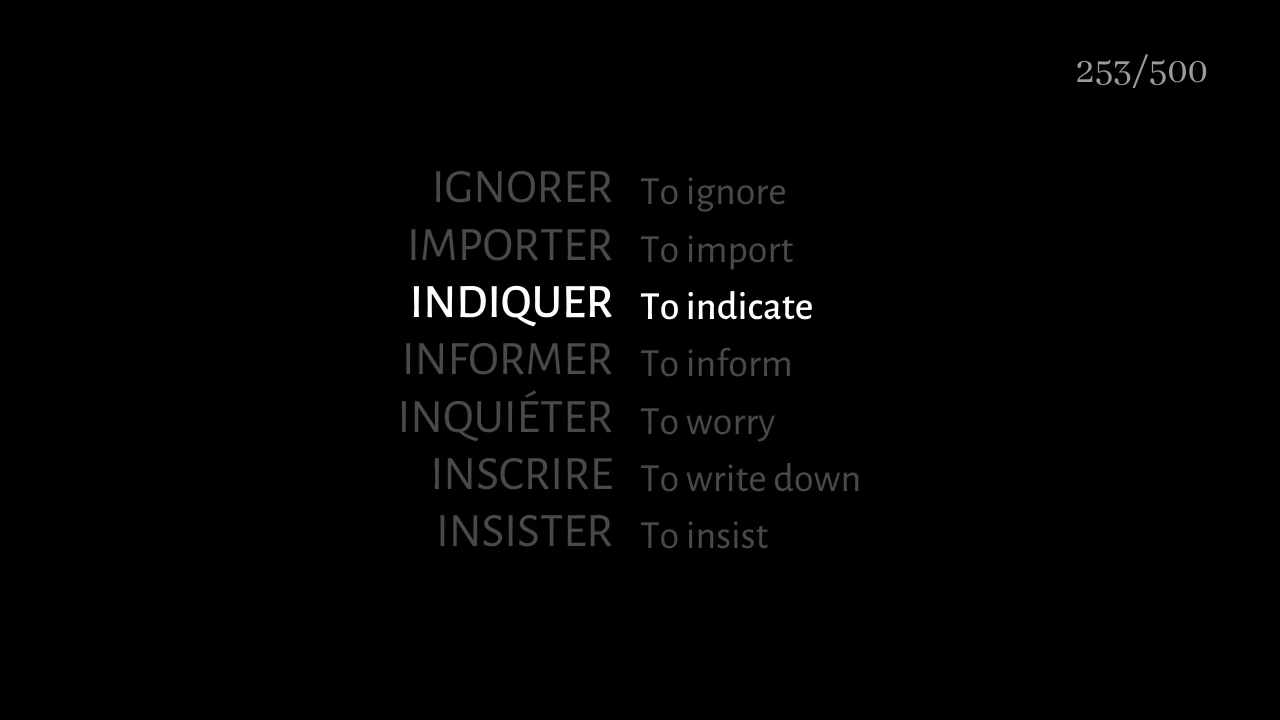 253/500
IGNORER To ignore
IMPORTER To import
INDIQUER To indicate
INFORMER To inform
INQUIÉTER To worry
INSCRIRE To write down
INSISTER To insist